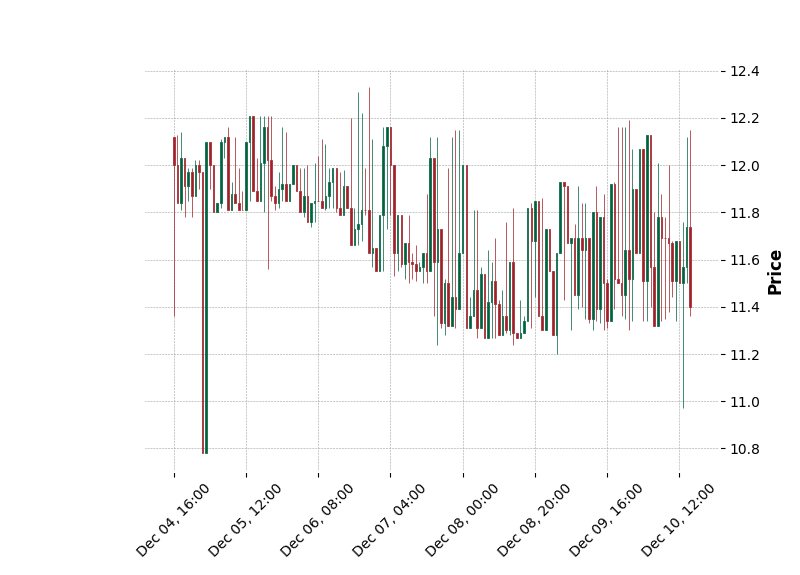 12.4
12.2
12.0
11.8
11.6
11.4
11.2
11.0
10.8
Price
Dec 04, 16:00
Dec 05, 12:00
Dec 06, 08:00
Dec 07, 04:00
Dec 08, 00:00
Dec 08, 20:00
Dec 09, 16:00
Dec 10, 12:00